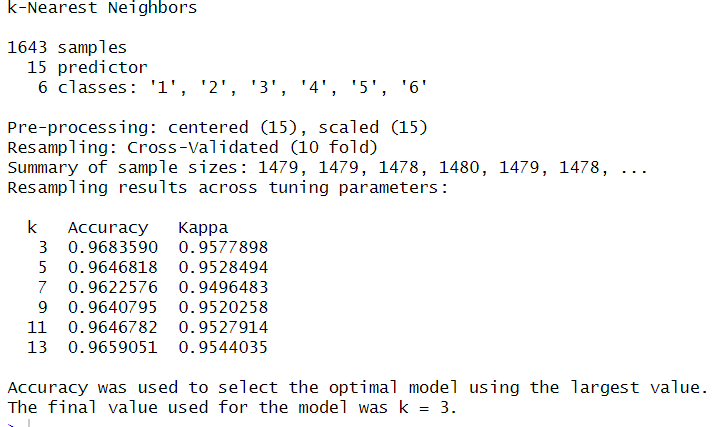 k-Nearest Neighbors
1643 samples
15 predictor
6 classes: '1', '2', '3', '4', '5', '6'
Pre-processing: centered (15), scaled (15)
Resampling: Cross-Validated (10 fold)
Summary of sample sizes: 1479, 1479, 1478, 1480, 1479, 1478, ...
Resampling results across tuning parameters:
k Accuracy Kappa
3 0.9683590 0.9577898
5 0.9646818 0.9528494
7 0.9622576 0.9496483
9 0.9640795 0.9520258
11 0.9646782 0.9527914
13 0.9659051 0.9544035
Accuracy was used to select the optimal model using the largest value.
The final value used for the model was k = 3.